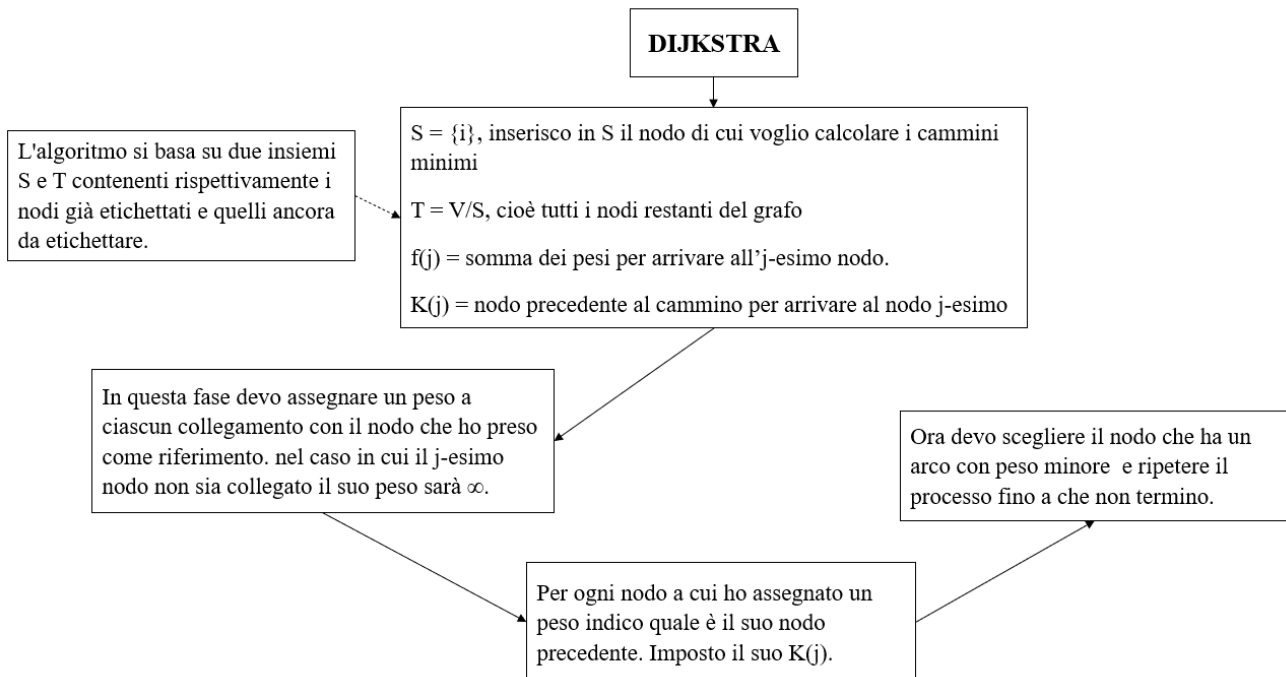 DIJKSTRA
S = {i}, inserisco in S il nodo di cui voglio calcolare i cammini
minimi
T = V/S, cioè tutti i nodi restanti del grafo
f(j) = somma dei pesi per arrivare all’j-esimo nodo.
K(j) = nodo precedente al cammino per arrivare al nodo j-esimo
L'algoritmo si basa su due insiemi
S e T contenenti rispettivamente i
nodi già etichettati e quelli ancora
da etichettare.
In questa fase devo assegnare un peso a
ciascun collegamento con il nodo che ho preso
come riferimento. nel caso in cui il j-esimo
nodo non sia collegato il suo peso sarà ∞.
Per ogni nodo a cui ho assegnato un
peso indico quale è il suo nodo
precedente. Imposto il suo K(j).
Ora devo scegliere il nodo che ha un
arco con peso minore e ripetere il
processo fino a che non termino.